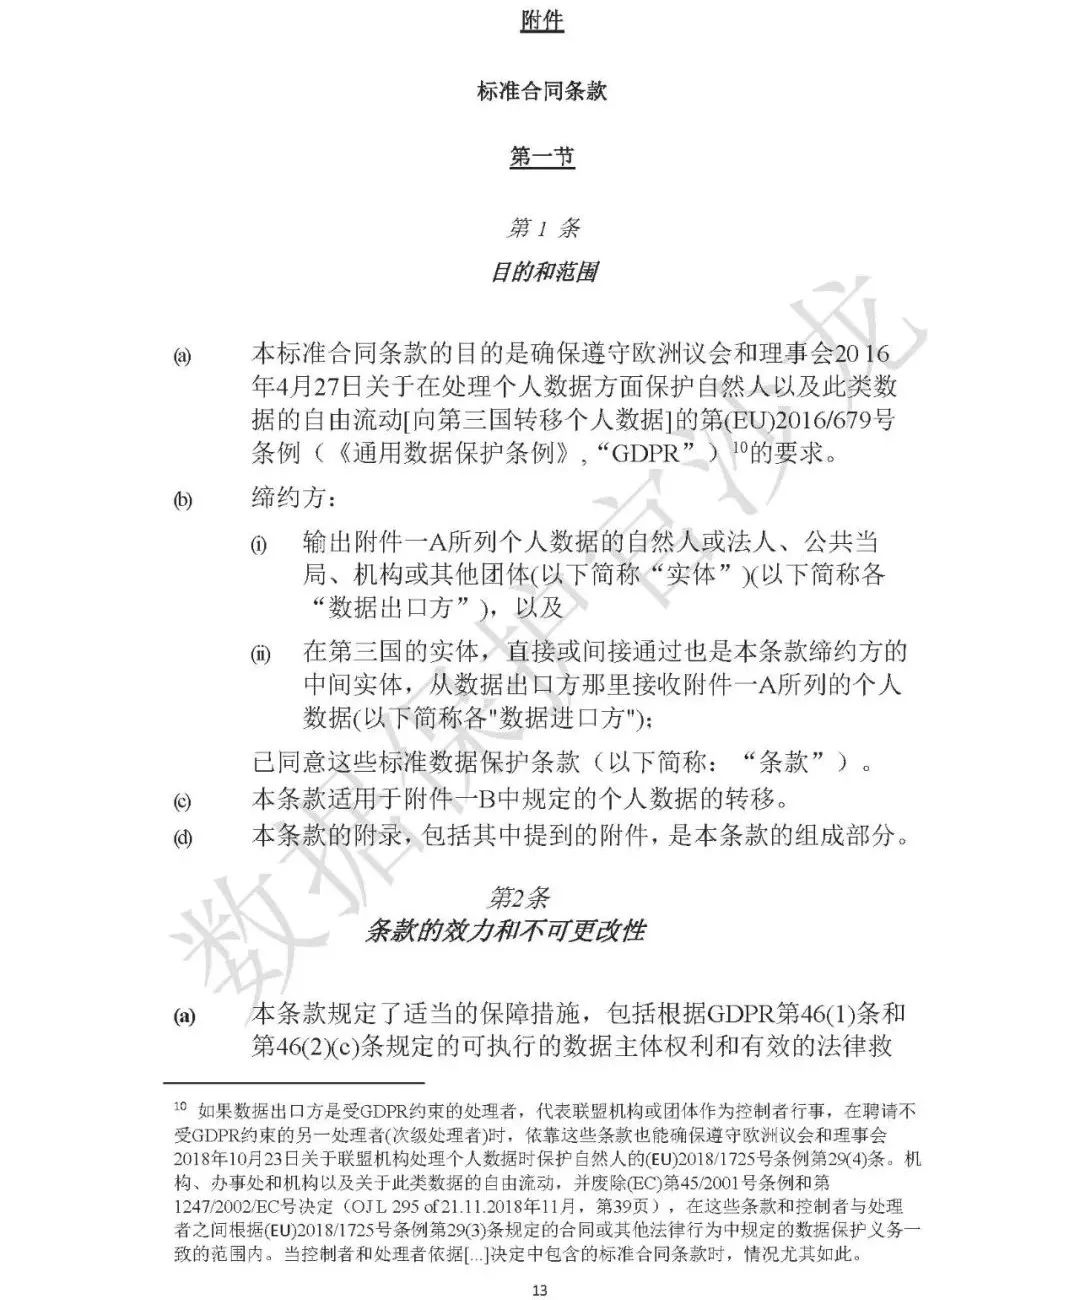 附件
标准合同条款
第一节
第 1 条
目的和范围
(a) 本标准合同条款的目的是确保遵守欧洲议会和理事会2016
年4月27日关于在处理个人数据方面保护自然人以及此类数
据的自由流动[向第三国转移个人数据]的第(EU)2016/679号
条例（《通用数据保护条例》,“GDPR”）10的要求。
(b) 缔约方：
(i) 输出附件一A所列个人数据的自然人或法人、公共当
局、机构或其他团体(以下简称“实体”)(以下简称各
“数据出口方”)，以及
(ii) 在第三国的实体，直接或间接通过也是本条款缔约方的
中间实体，从数据出口方那里接收附件一A所列的个人
数据(以下简称各"数据进口方");
已同意这些标准数据保护条款（以下简称：“条款”）。
(c) 本条款适用于附件一B中规定的个人数据的转移。
(d) 本条款的附录，包括其中提到的附件，是本条款的组成部分。
第2条
条款的效力和不可更改性
(a) 本条款规定了适当的保障措施，包括根据GDPR第46(1)条和
第46(2)(c)条规定的可执行的数据主体权利和有效的法律救
10 如果数据出口方是受GDPR约束的处理者，代表联盟机构或团体作为控制者行事，在聘请不
受GDPR约束的另一处理者(次级处理者)时，依靠这些条款也能确保遵守欧洲议会和理事会
2018年10月23日关于联盟机构处理个人数据时保护自然人的(EU)2018/1725号条例第29(4)条。机
构、办事处和机构以及关于此类数据的自由流动，并废除(EC)第45/2001号条例和第
1247/2002/EC号决定（OJ L 295 of 21.11.2018年11月，第39页），在这些条款和控制者与处理
者之间根据(EU)2018/1725号条例第29(3)条规定的合同或其他法律行为中规定的数据保护义务一
致的范围内。当控制者和处理者依据[...]决定中包含的标准合同条款时，情况尤其如此。
13
数据保护官沙龙